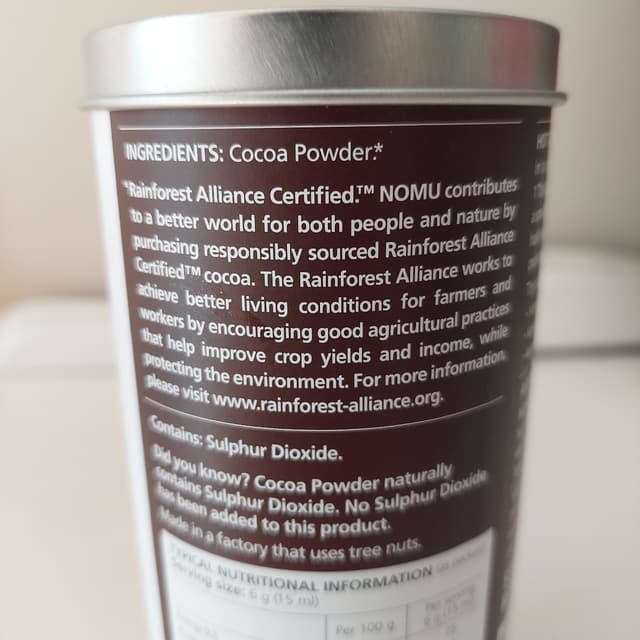 INGREDIENTS: Cocoa Powder.*
*Rainforest Alliance Certified.™ NOMU contributes
to a better world for both people and nature by
purchasing responsibly sourced Rainforest Alliance
Certified™ cocoa. The Rainforest Alliance works to
achieve better living conditions for farmers and
workers by encouraging good agricultural practices
that help improve crop yields and income, while
protecting the environment. For more information,
please visit www.rainforest-alliance.org.
Contains: Sulphur Dioxide.
Did you know? Cocoa Powder naturally
contains Sulphur Dioxide. No Sulphur Dioxide
has been added to this product.
Made in a factory that uses tree nuts.
TYPICAL NUTRITIONAL INFORMATION (as packed)
Serving size: 6 g (15 ml)
Per 100 g
Per serving
6 g (15 ml)